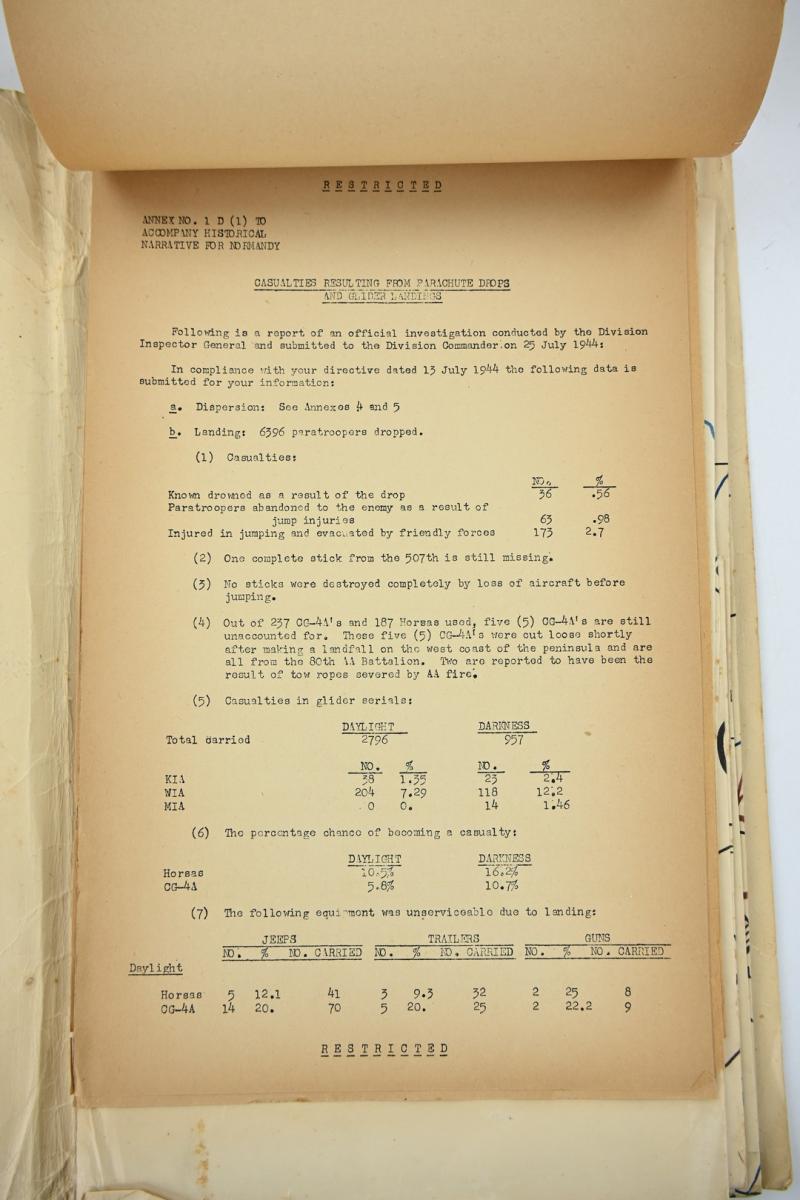 RESTRICTED
ANNEX NO. 1 D (1) TO
ACCOMPANY HISTORICAL
NARRATIVE FOR NORMANDY
CASUALTIES RESULTING FROM PARACHUTE DROPS
AND GLIDER LANDINGS
Following is a report of an official investigation conducted by the Division
Inspector General and submitted to the Division Commander on 25 July 1944:
In compliance with your directive dated 13 July 1944 the following data is
submitted for your information:
a. Dispersion: See Annexes 4 and 5
b. Landing: 6396 paratroopers dropped.
(1) Casualties:
NO. %
Known drowned as a result of the drop 36 .56
Paratroopers abandoned to the enemy as a result of
jump injuries 63 .98
Injured in jumping and evacuated by friendly forces 173 2.7
(2) One complete stick from the 507th is still missing.
(3) No sticks were destroyed completely by loss of aircraft before
jumping.
(4) Out of 237 CG-4A's and 187 Horsas used, five (5) CG-4A's are still
unaccounted for. These five (5) CG-4A's were cut loose shortly
after making a landfall on the west coast of the peninsula and are
all from the 80th AA Battalion. Two are reported to have been the
result of tow ropes severed by AA fire.
(5) Casualties in glider serials:
DAYLIGHT DARKNESS
Total carried 2796 957
NO. % NO. %
KIA 38 1.35 23 2.4
WIA 204 7.29 118 12.2
MIA 0 0. 14 1.46
(6) The percentage chance of becoming a casualty:
DAYLIGHT DARKNESS
Horsas 10.5% 16.2%
CG-4A 5.8% 10.7%
(7) The following equipment was unserviceable due to landing:
JEEPS TRAILERS GUNS
NO. % NO. CARRIED NO. % NO. CARRIED NO. % NO. CARRIED
Daylight
Horsas 5 12.1 41 3 9.3 32 2 25 8
CG-4A 14 20. 70 5 20. 25 2 22.2 9
RESTRICTED